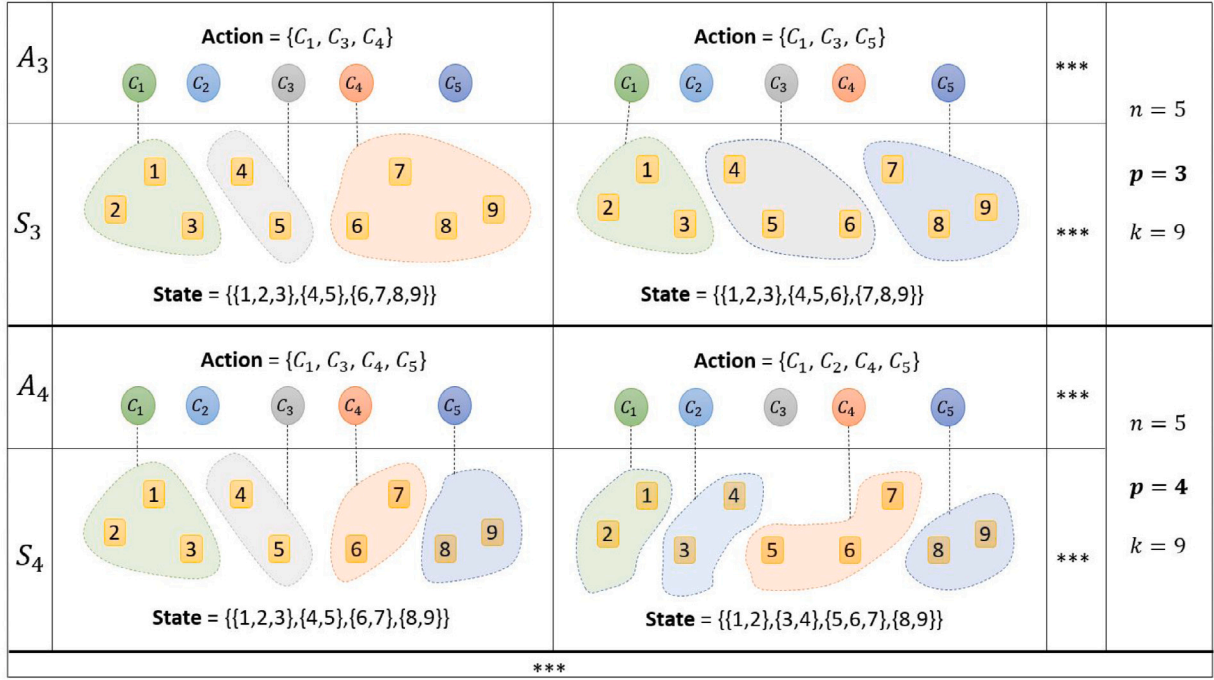 A₃
Action = {C₁, C₃, C₄}
C₁ C₂ C₃ C₄ C₅
Action = {C₁, C₃, C₅}
C₁ C₂ C₃ C₄ C₅
***
n = 5
p = 3
k = 9
S₃
1 4 7
2 3 5 6 8 9
State = {{1,2,3},{4,5},{6,7,8,9}}
1 4 7
2 3 5 6 8 9
State = {{1,2,3},{4,5,6},{7,8,9}}
***
A₄
Action = {C₁, C₃, C₄, C₅}
C₁ C₂ C₃ C₄ C₅
Action = {C₁, C₂, C₄, C₅}
C₁ C₂ C₃ C₄ C₅
***
n = 5
p = 4
k = 9
S₄
1 4 7
2 3 5 6 8 9
State = {{1,2,3},{4,5},{6,7},{8,9}}
1 4 7
2 3 5 6 8 9
State = {{1,2},{3,4},{5,6,7},{8,9}}
***
***